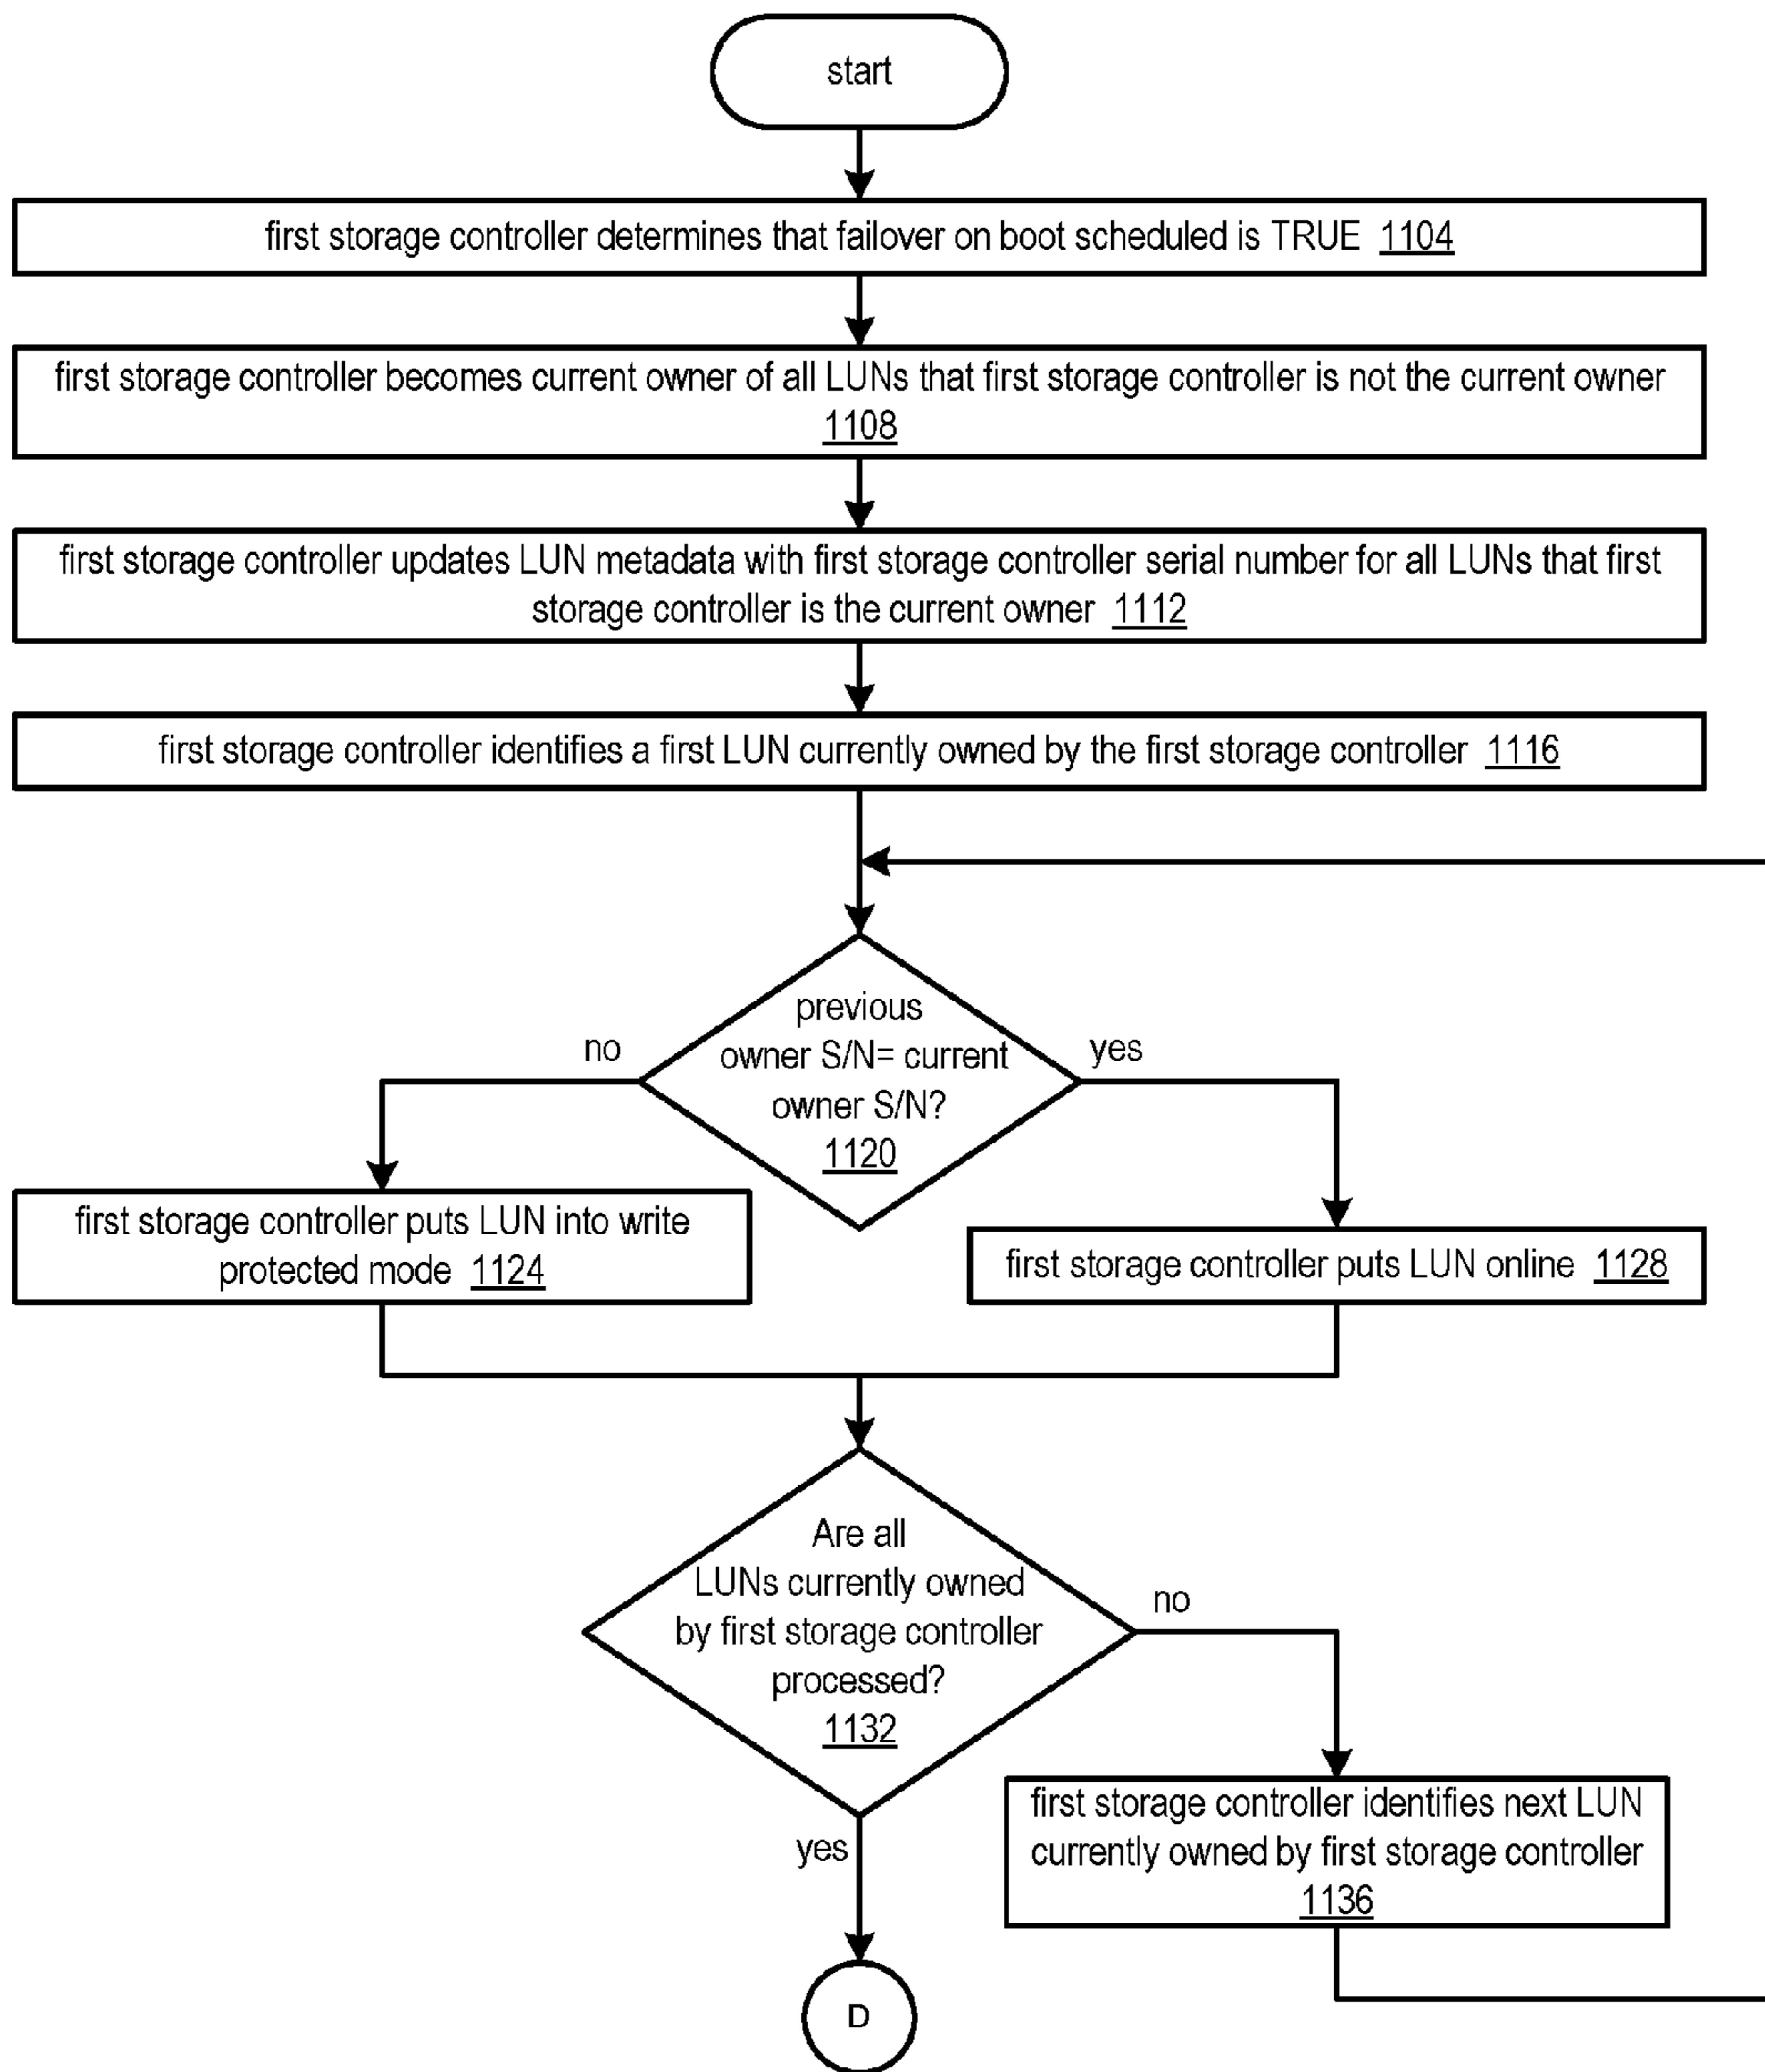 start
first storage controller determines that failover on boot scheduled is TRUE 1104
first storage controller becomes current owner of all LUNs that first storage controller is not the current owner
1108
first storage controller updates LUN metadata with first storage controller serial number for all LUNs that first
storage controller is the current owner 1112
first storage controller identifies a first LUN currently owned by the first storage controller 1116
previous
owner S/N= current
owner S/N?
1120
no
yes
first storage controller puts LUN into write
protected mode 1124
first storage controller puts LUN online 1128
Are all
LUNs currently owned
by first storage controller
processed?
1132
no
yes
first storage controller identifies next LUN
currently owned by first storage controller
1136
D